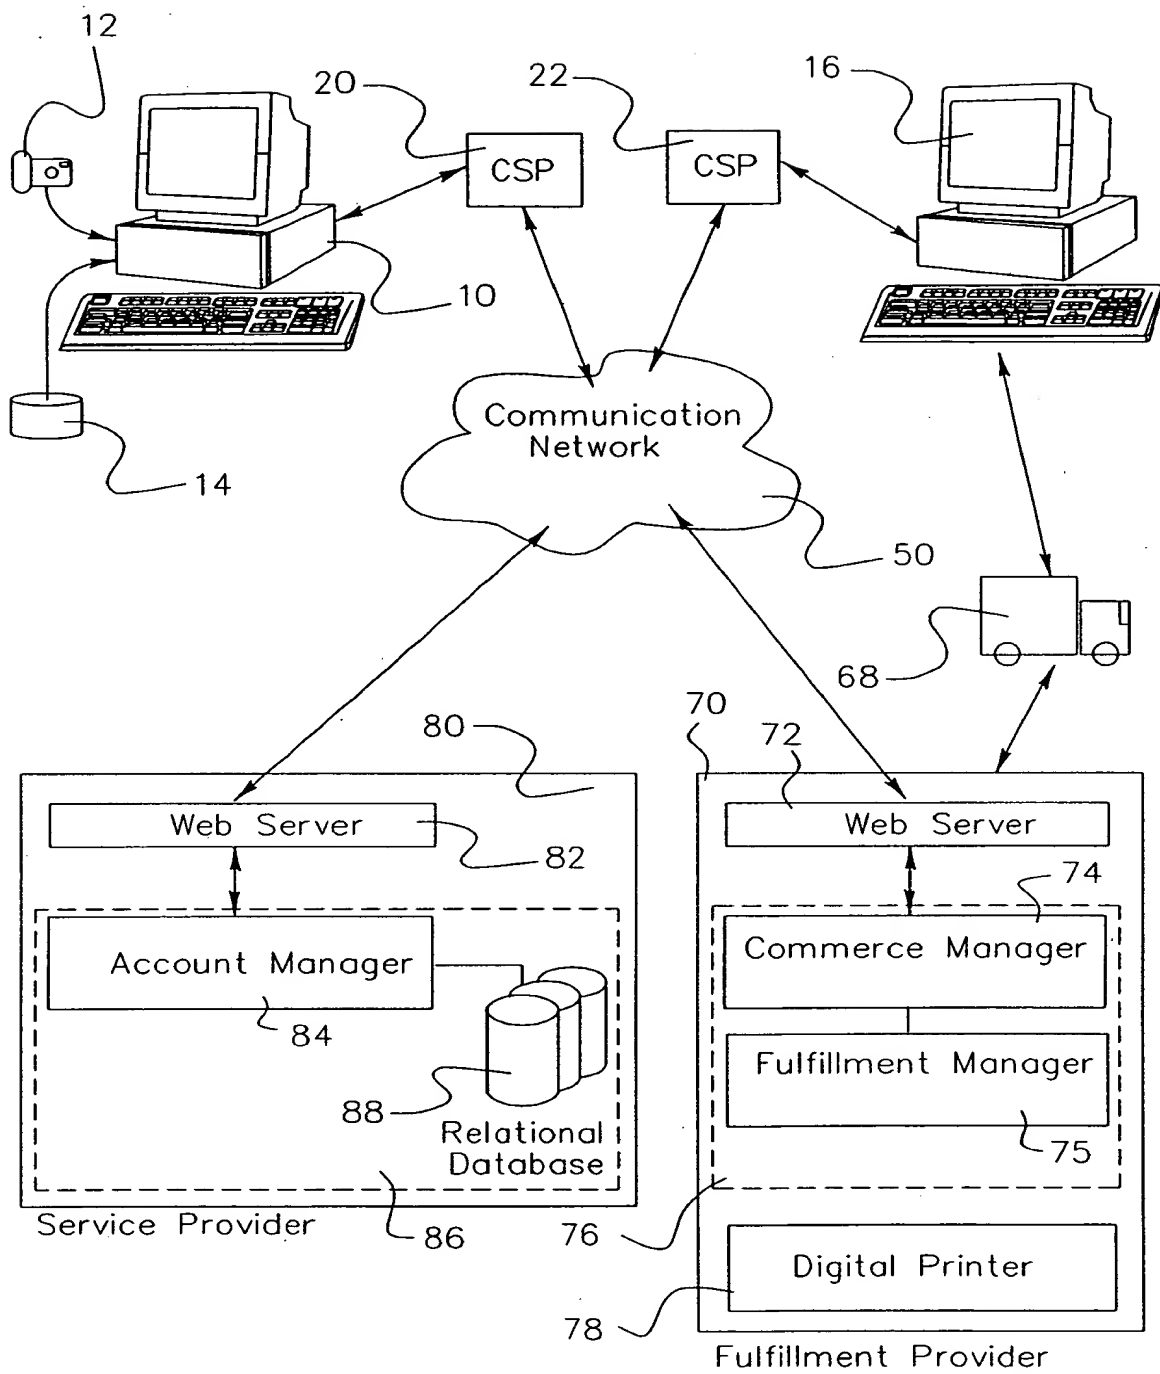 12
20
22
16
CSP
CSP
10
14
Communication
Network
50
68
80
70
72
Web Server
82
Web Server
74
Account Manager
84
Commerce Manager
88
Relational
Database
Fulfillment Manager
75
86
76
Service Provider
Digital Printer
78
Fulfillment Provider